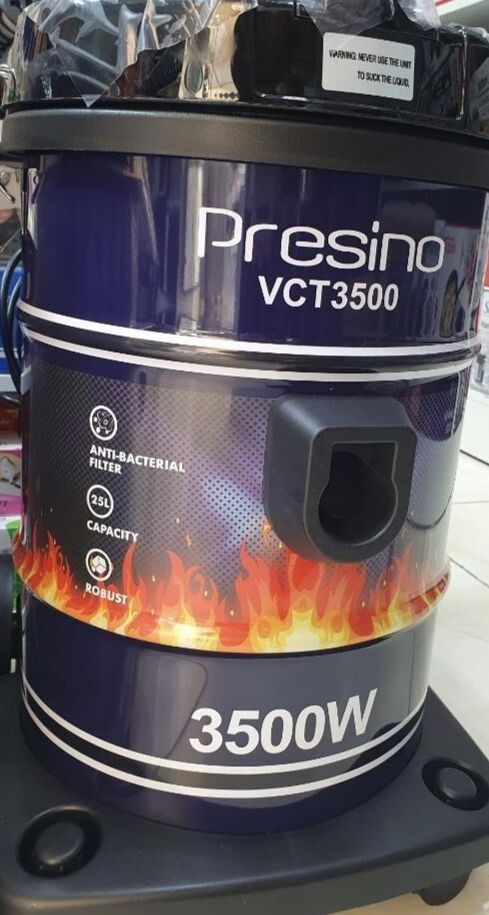 WARNING: NEVER USE THE UNIT
TO SUCK THE LIQUID.
Presino
VCT3500
ANTI-BACTERIAL
FILTER
25L
CAPACITY
ROBUST
3500W